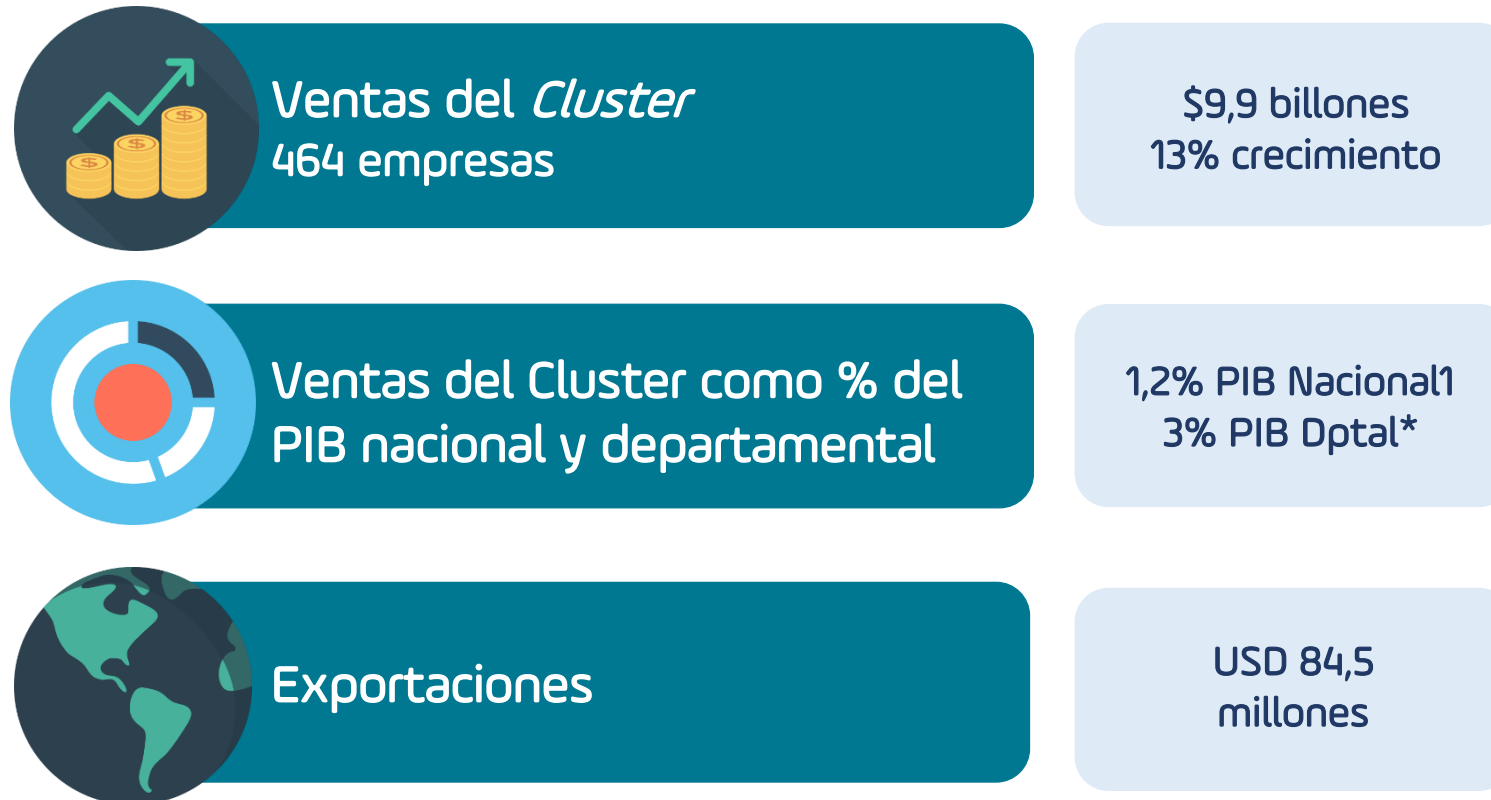 Ventas del Cluster
464 empresas
$9,9 billones
13% crecimiento
Ventas del Cluster como % del
PIB nacional y departamental
1,2% PIB Nacional1
3% PIB Dptal*
Exportaciones
USD 84,5
millones